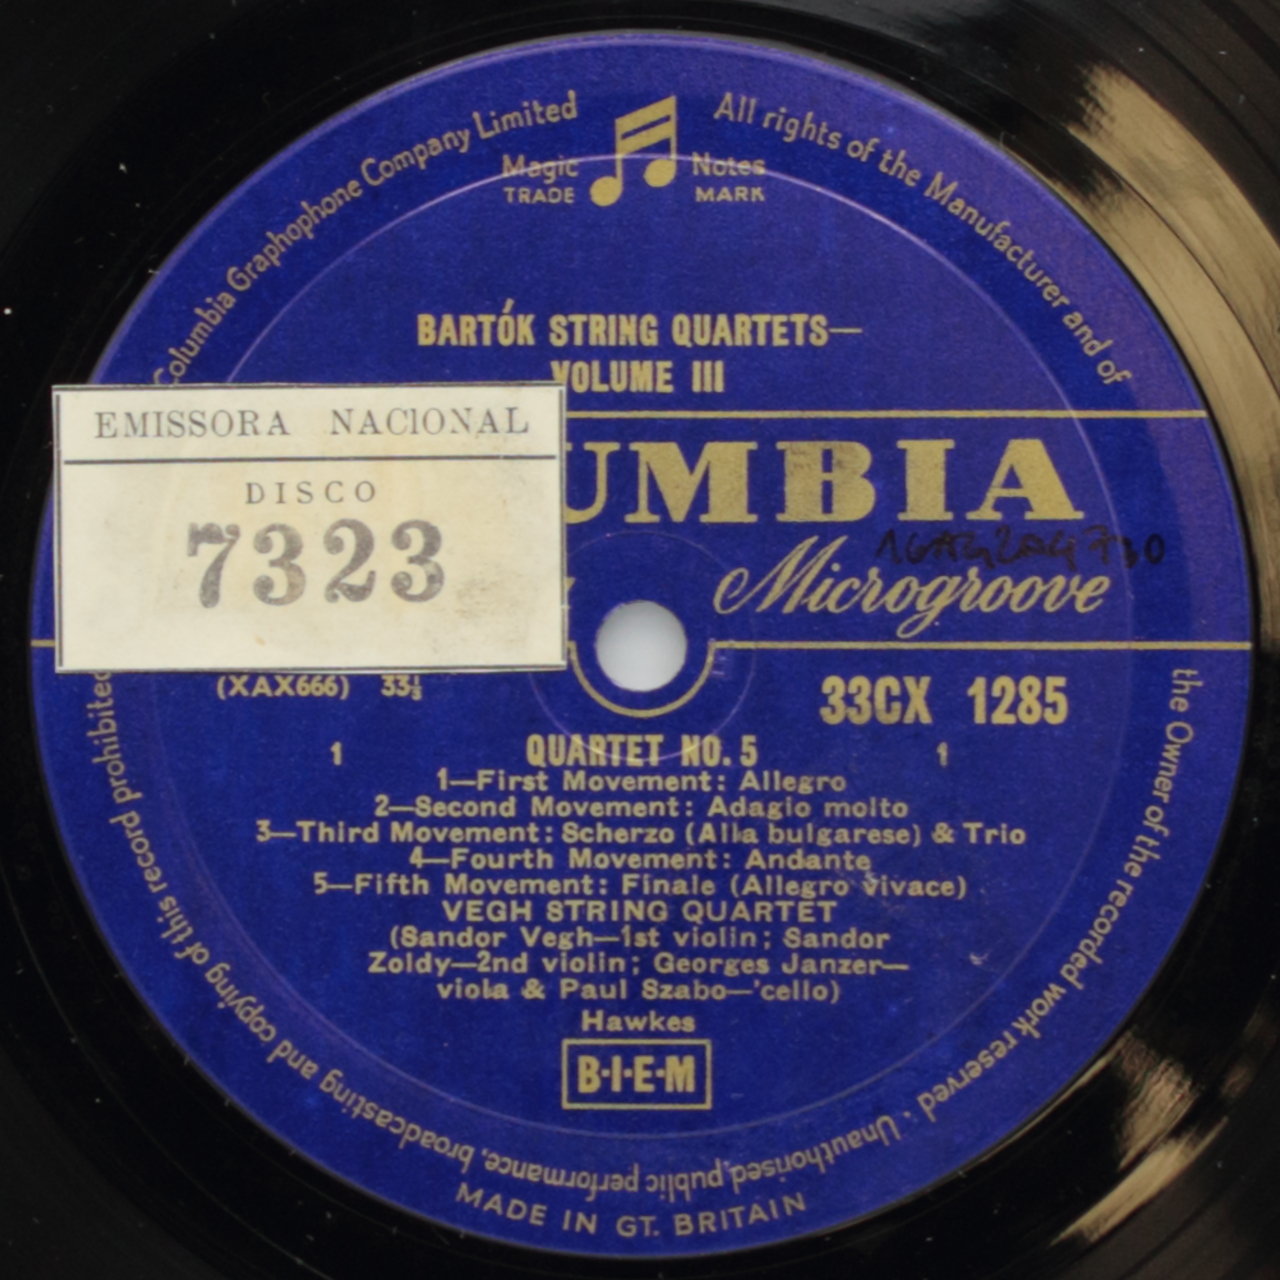 Columbia Graphophone Company Limited
All rights of the Manufacturer and of
the Owner of the recorded work reserved · Unauthorised, public performance, broadcasting and copying of this record prohibited
Magic Notes
TRADE MARK
BARTÓK STRING QUARTETS—
VOLUME III
EMISSORA NACIONAL
DISCO
7323
UMBIA
Microgroove
(XAX666) 33⅓
33CX 1285
1 QUARTET NO. 5 1
1—First Movement: Allegro
2—Second Movement: Adagio molto
3—Third Movement: Scherzo (Alla bulgarese) & Trio
4—Fourth Movement: Andante
5—Fifth Movement: Finale (Allegro vivace)
VEGH STRING QUARTET
(Sandor Vegh—1st violin; Sandor
Zoldy—2nd violin; Georges Janzer—
viola & Paul Szabo—'cello)
Hawkes
B·I·E·M
MADE IN GT. BRITAIN